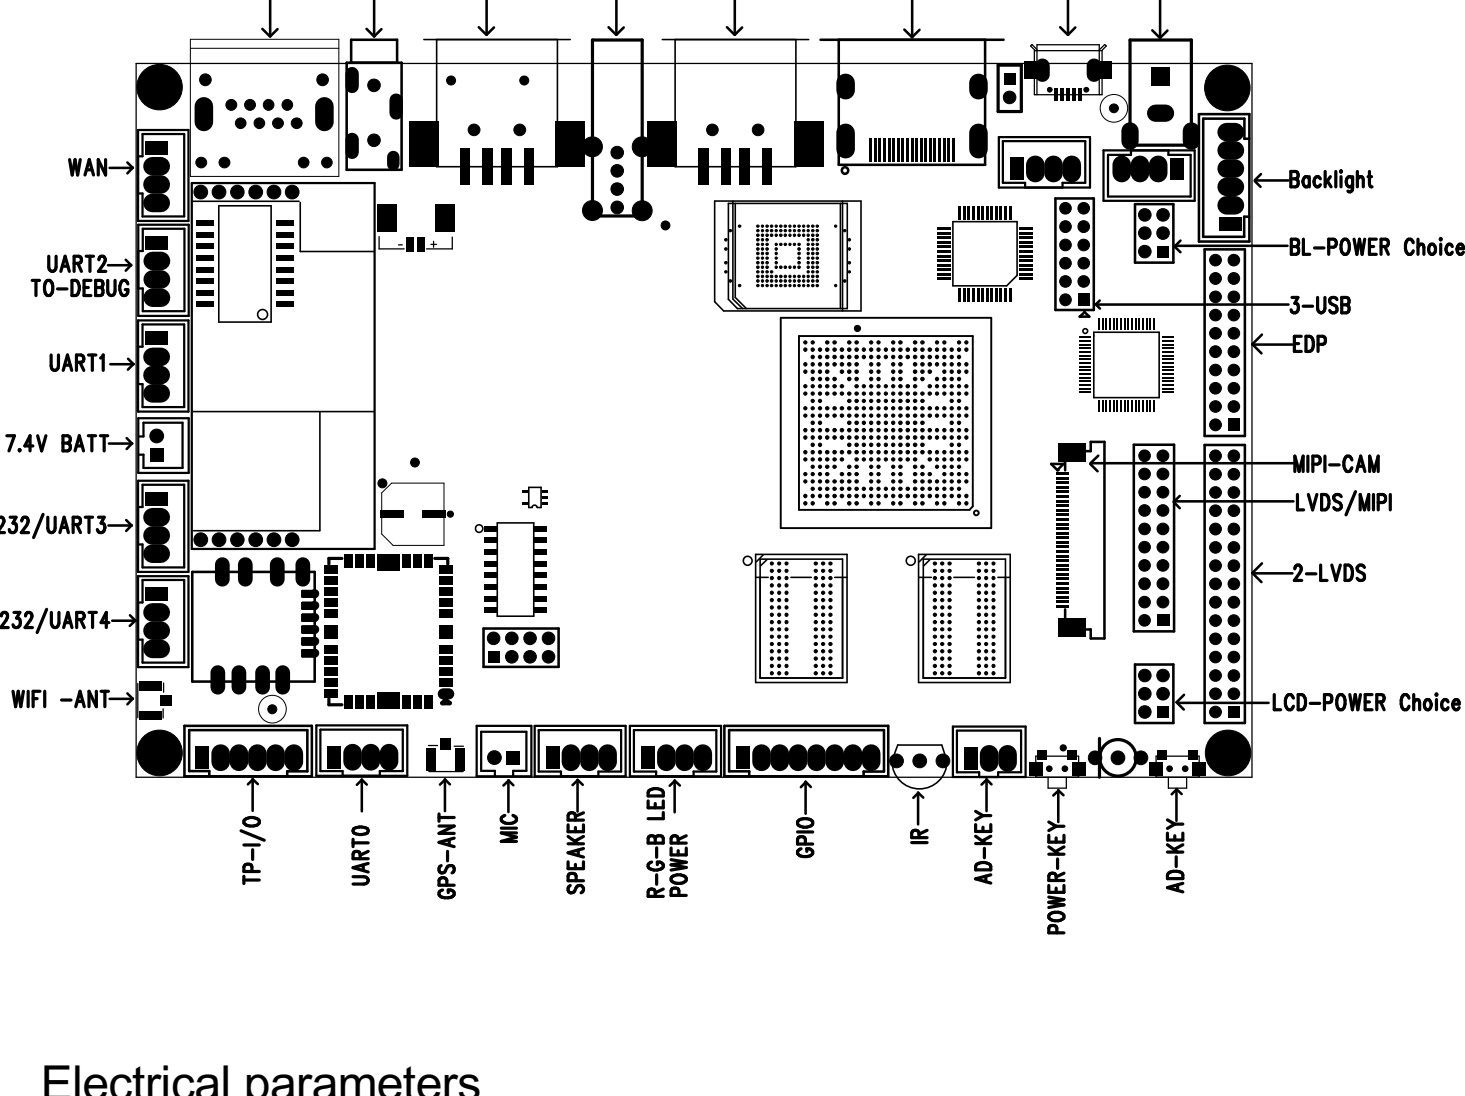 WAN
UART2
TO-DEBUG
UART1
7.4V BATT
232/UART3
232/UART4
WIFI -ANT
- +
Backlight
BL-POWER Choice
3-USB
EDP
MIPI-CAM
LVDS/MIPI
2-LVDS
LCD-POWER Choice
TP-I/O
UART0
GPS-ANT
MIC
SPEAKER
R-G-B LED
POWER
GPIO
IR
AD-KEY
POWER-KEY
AD-KEY
Electrical parameters